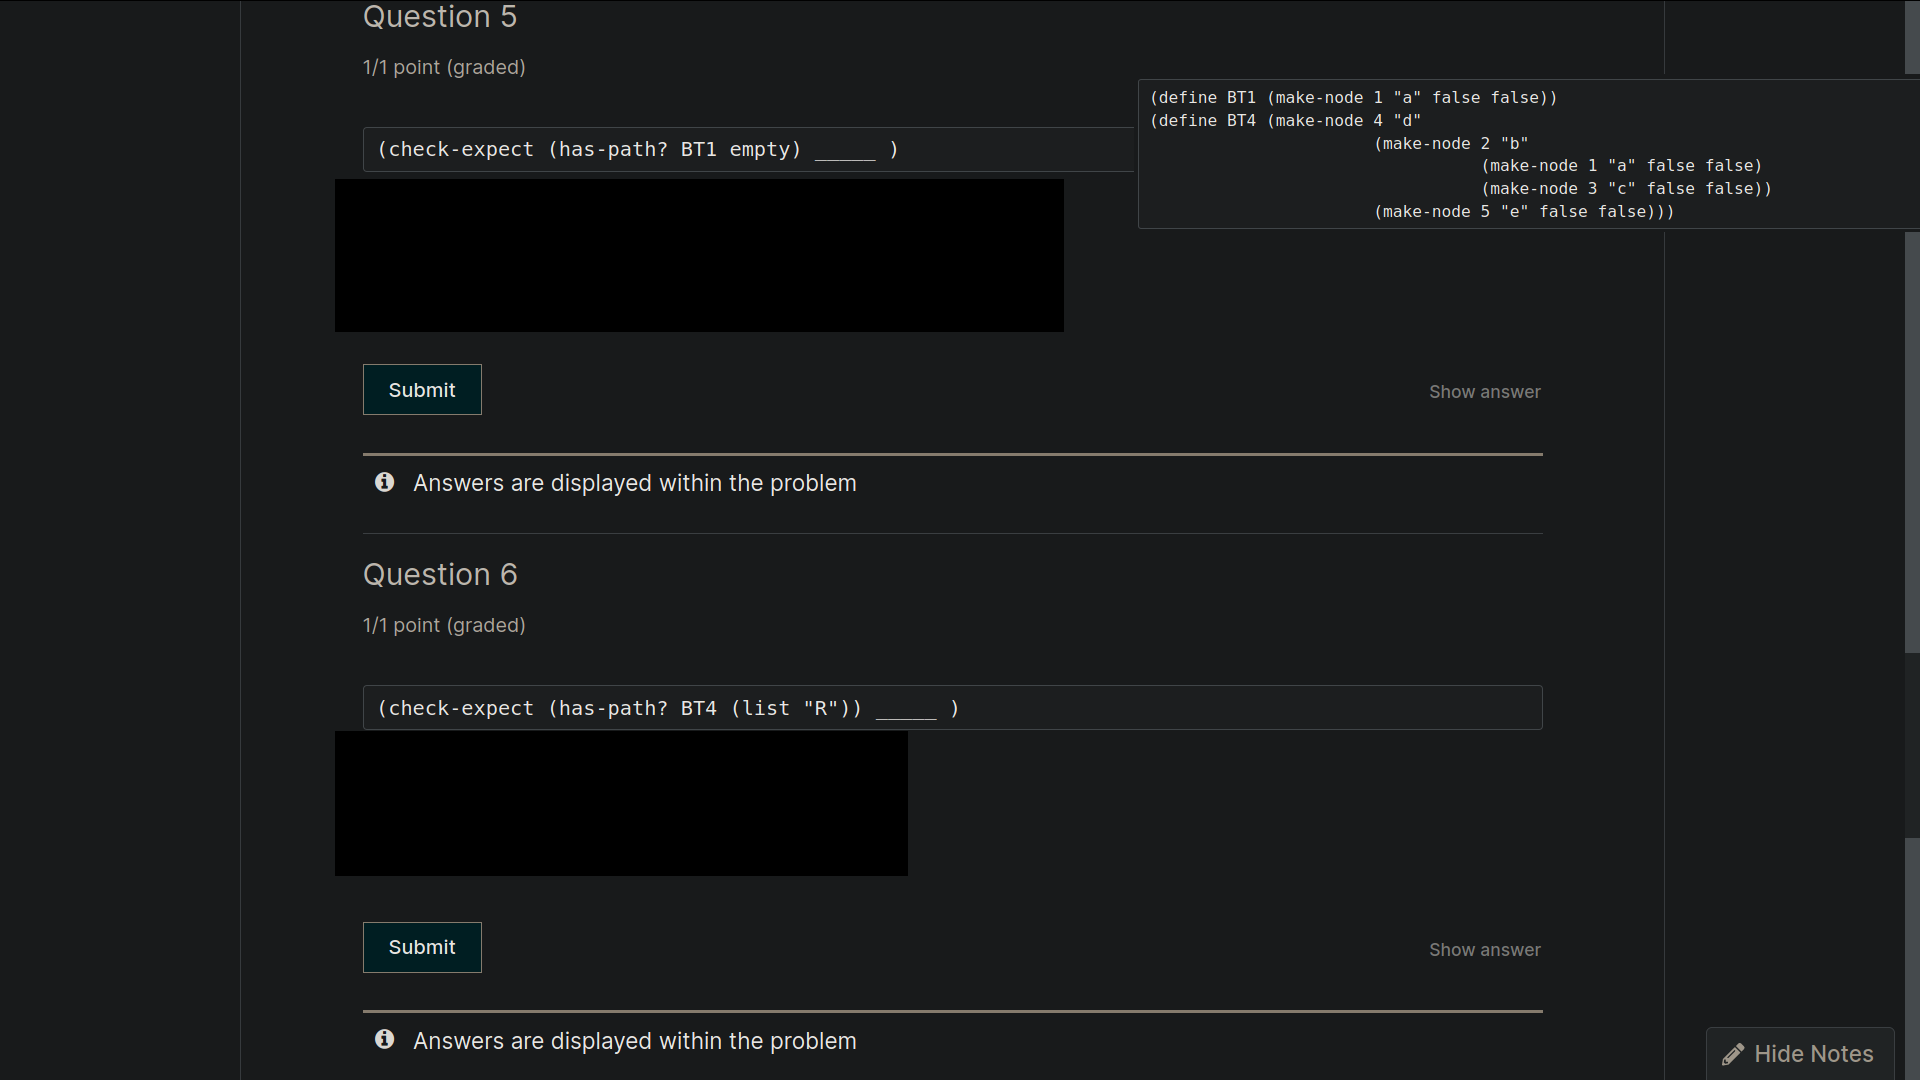 Question 5
1/1 point (graded)
(check-expect (has-path? BT1 empty) _____ )
(define BT1 (make-node 1 "a" false false))
(define BT4 (make-node 4 "d"
                       (make-node 2 "b"
                                  (make-node 1 "a" false false)
                                  (make-node 3 "c" false false))
                       (make-node 5 "e" false false)))
Submit
Show answer
Answers are displayed within the problem
Question 6
1/1 point (graded)
(check-expect (has-path? BT4 (list "R")) _____ )
Submit
Show answer
Answers are displayed within the problem
Hide Notes